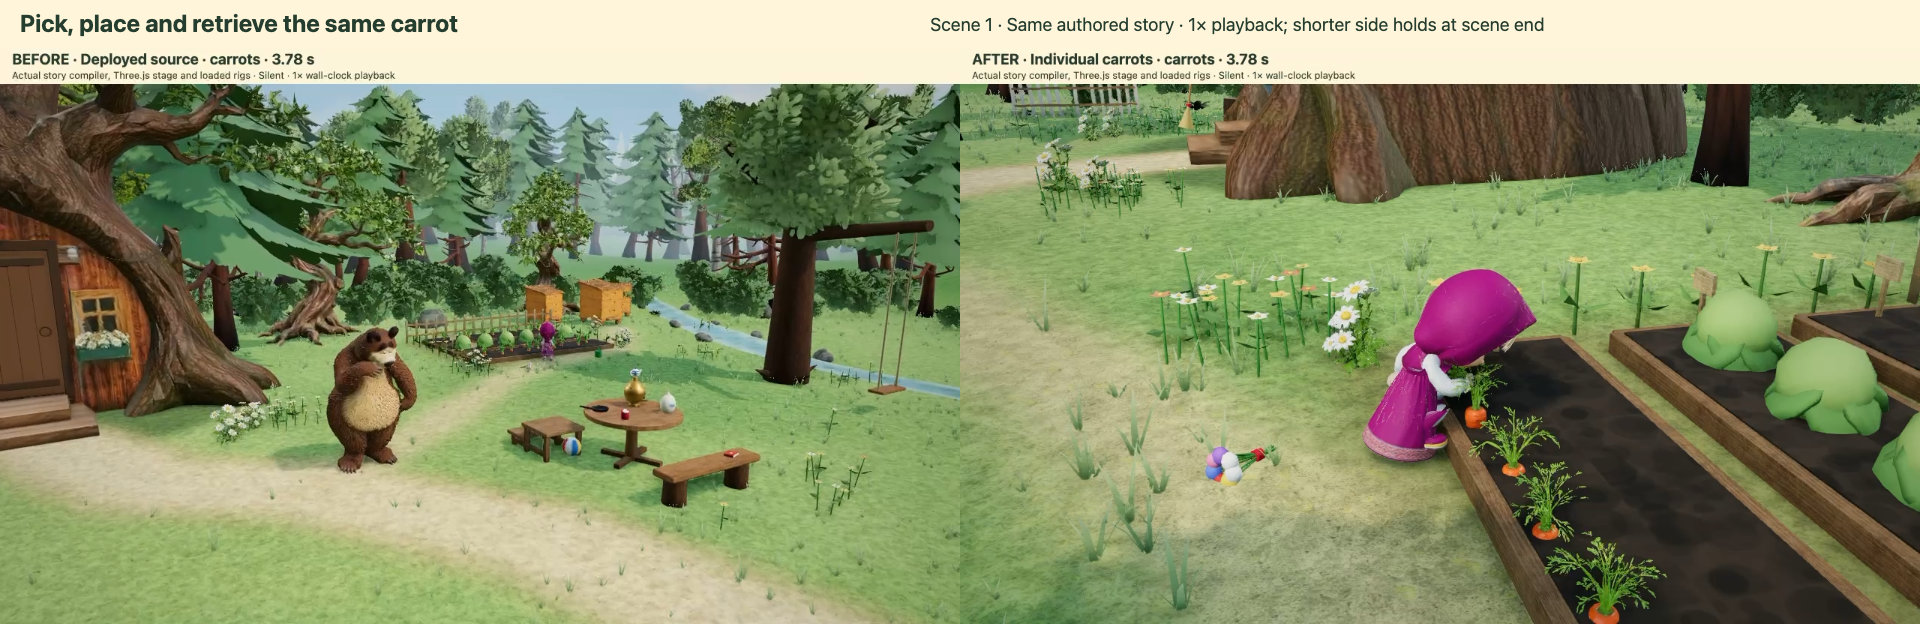 Pick, place and retrieve the same carrot
Scene 1 · Same authored story · 1× playback; shorter side holds at scene end
BEFORE · Deployed source · carrots · 3.78 s
Actual story compiler, Three.js stage and loaded rigs · Silent · 1× wall-clock playback
AFTER · Individual carrots · carrots · 3.78 s
Actual story compiler, Three.js stage and loaded rigs · Silent · 1× wall-clock playback